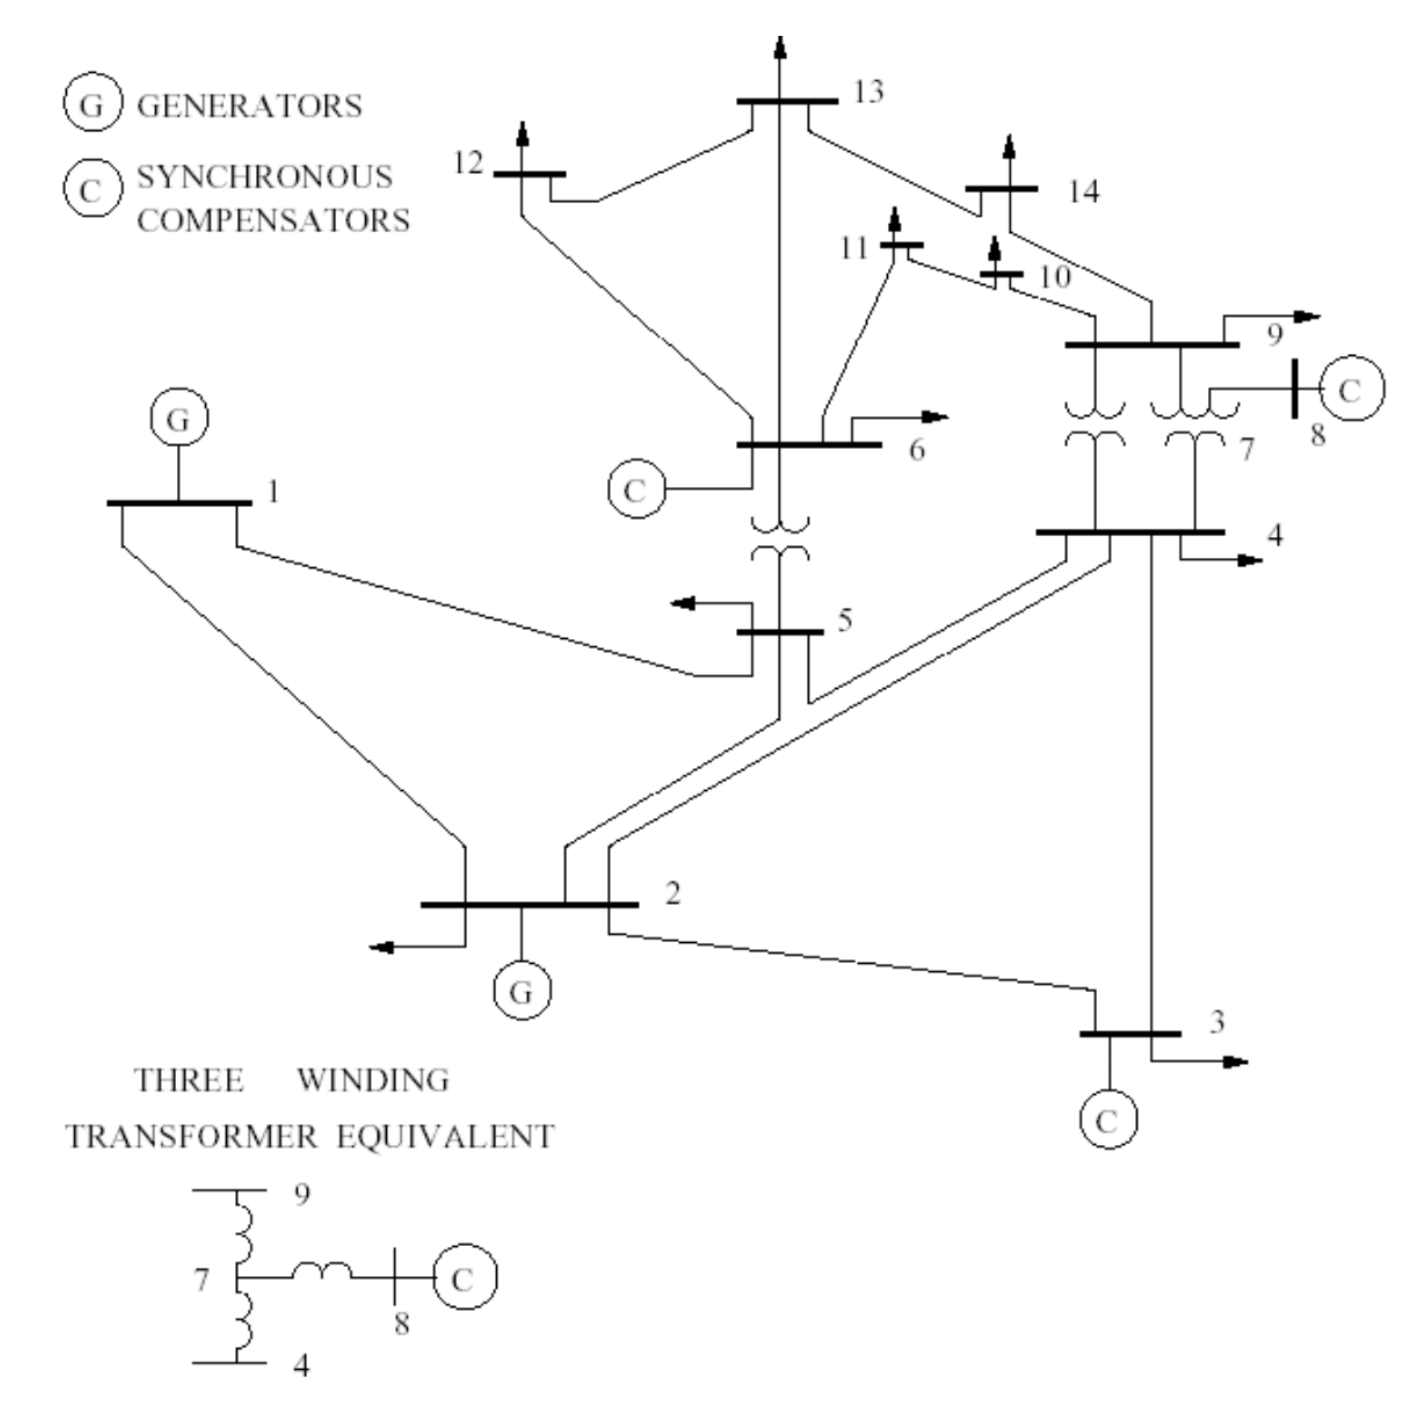 13
G GENERATORS
12
C SYNCHRONOUS
COMPENSATORS
14
11
10
9
G
C
8
6
7
C
1
4
5
2
G
3
THREE WINDING
TRANSFORMER EQUIVALENT
C
9
7
C
8
4